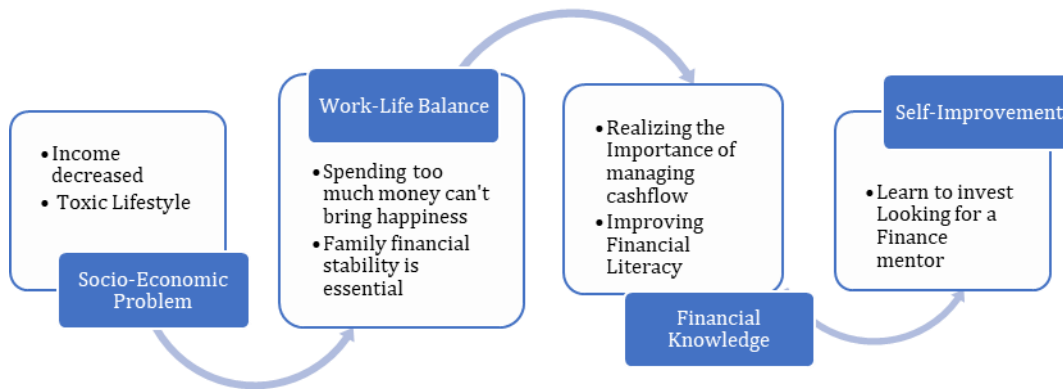 • Income
decreased
• Toxic Lifestyle
Socio-Economic
Problem
Work-Life Balance
• Spending too
much money can't
bring happiness
• Family financial
stability is
essential
• Realizing the
Importance of
managing
cashflow
• Improving
Financial
Literacy
Financial
Knowledge
Self-Improvement
• Learn to invest
Looking for a
Finance
mentor